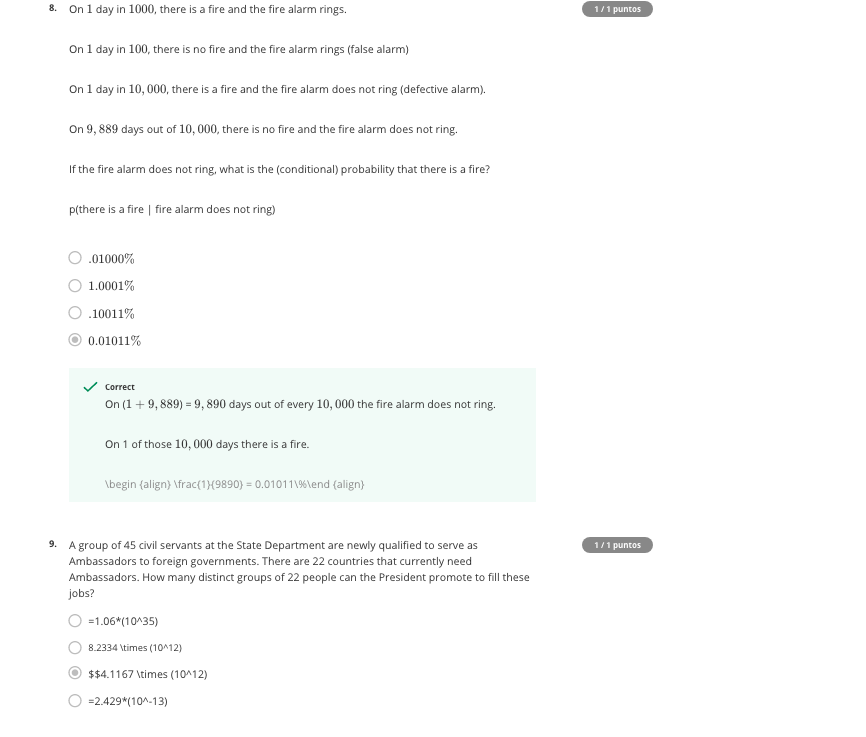 8. On 1 day in 1000, there is a fire and the fire alarm rings.
1 / 1 puntos
On 1 day in 100, there is no fire and the fire alarm rings (false alarm)
On 1 day in 10, 000, there is a fire and the fire alarm does not ring (defective alarm).
On 9, 889 days out of 10, 000, there is no fire and the fire alarm does not ring.
If the fire alarm does not ring, what is the (conditional) probability that there is a fire?
p(there is a fire | fire alarm does not ring)
.01000%
1.0001%
.10011%
0.01011%
Correct
On (1 + 9, 889) = 9, 890 days out of every 10, 000 the fire alarm does not ring.
On 1 of those 10, 000 days there is a fire.
\begin {align} \frac{1}{9890} = 0.01011\%\end {align}
9. A group of 45 civil servants at the State Department are newly qualified to serve as
1 / 1 puntos
Ambassadors to foreign governments. There are 22 countries that currently need
Ambassadors. How many distinct groups of 22 people can the President promote to fill these
jobs?
=1.06*(10^35)
8.2334 \times (10^12)
$$4.1167 \times (10^12)
=2.429*(10^-13)